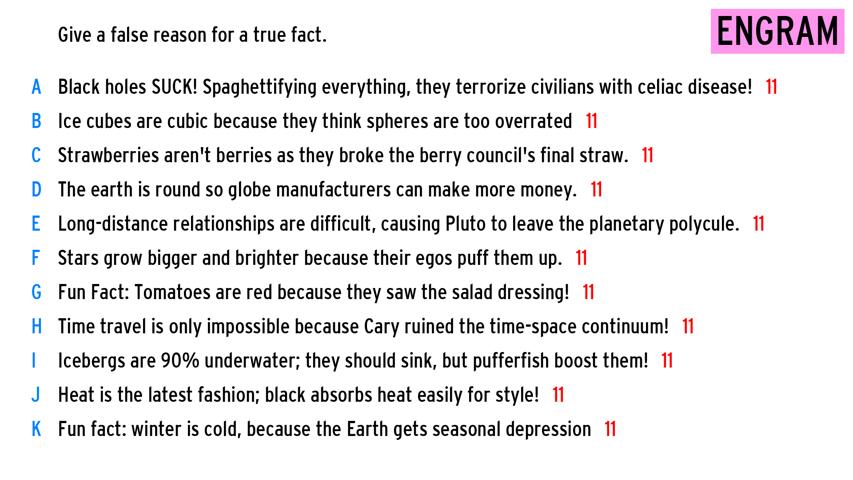 Give a false reason for a true fact.
ENGRAM
A Black holes SUCK! Spaghettifying everything, they terrorize civilians with celiac disease! 11
B Ice cubes are cubic because they think spheres are too overrated 11
C Strawberries aren't berries as they broke the berry council's final straw. 11
D The earth is round so globe manufacturers can make more money. 11
E Long-distance relationships are difficult, causing Pluto to leave the planetary polycule. 11
F Stars grow bigger and brighter because their egos puff them up. 11
G Fun Fact: Tomatoes are red because they saw the salad dressing! 11
H Time travel is only impossible because Cary ruined the time-space continuum! 11
I Icebergs are 90% underwater; they should sink, but pufferfish boost them! 11
J Heat is the latest fashion; black absorbs heat easily for style! 11
K Fun fact: winter is cold, because the Earth gets seasonal depression 11